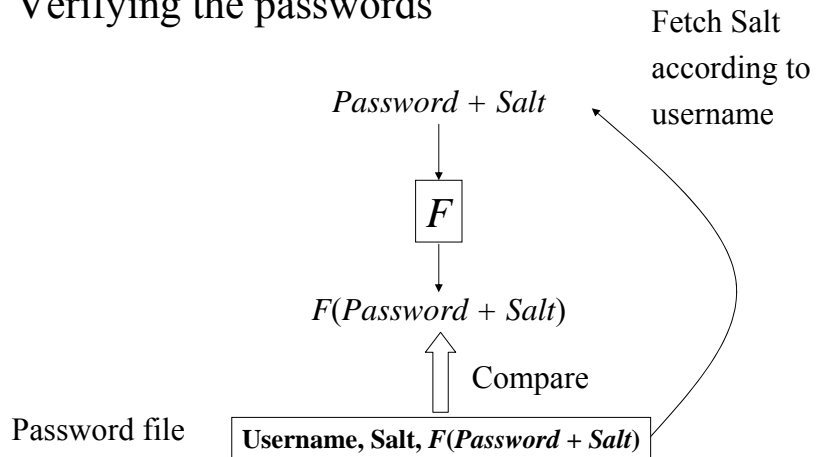 Verifying the passwords
Fetch Salt
according to
username
Password + Salt
F
F(Password + Salt)
Compare
Password file
Username, Salt, F(Password + Salt)